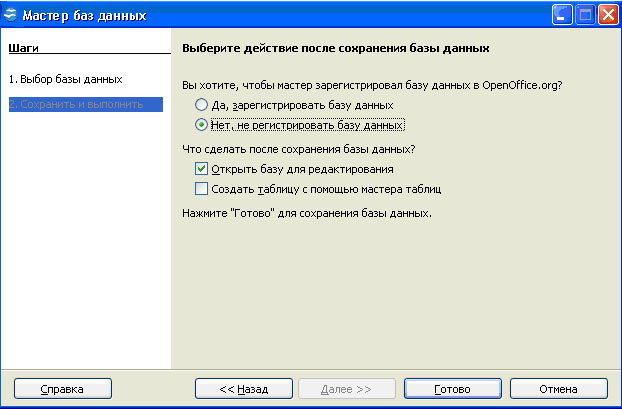 Мастер баз данных
Шаги
1. Выбор базы данных
2. Сохранить и выполнить
Выберите действие после сохранения базы данных
Вы хотите, чтобы мастер зарегистрировал базу данных в OpenOffice.org?
Да, зарегистрировать базу данных
Нет, не регистрировать базу данных
Что сделать после сохранения базы данных?
Открыть базу для редактирования
Создать таблицу с помощью мастера таблиц
Нажмите "Готово" для сохранения базы данных.
Справка
<< Назад
Далее >>
Готово
Отмена